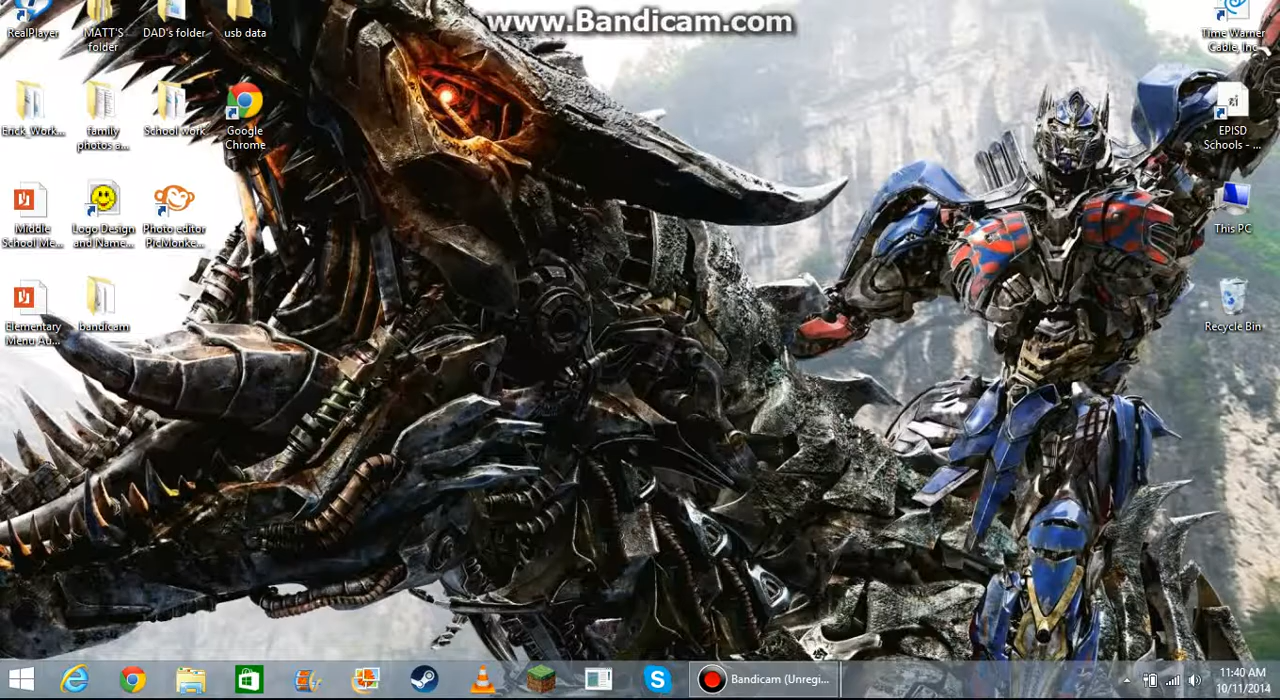 www.Bandicam.com
RealPlayer
MATT'S
folder
DAD's folder
usb data
Time Warner
Cable, Inc
Erick_Work...
family
photos a...
School work
Google
Chrome
EPISD
Schools - ...
Middle
School Me...
Logo Design
and Name...
Photo editor
PicMonke...
This PC
Elementary
Menu Au...
bandicam
Recycle Bin
Bandicam (Unregi...
11:40 AM
10/11/2014